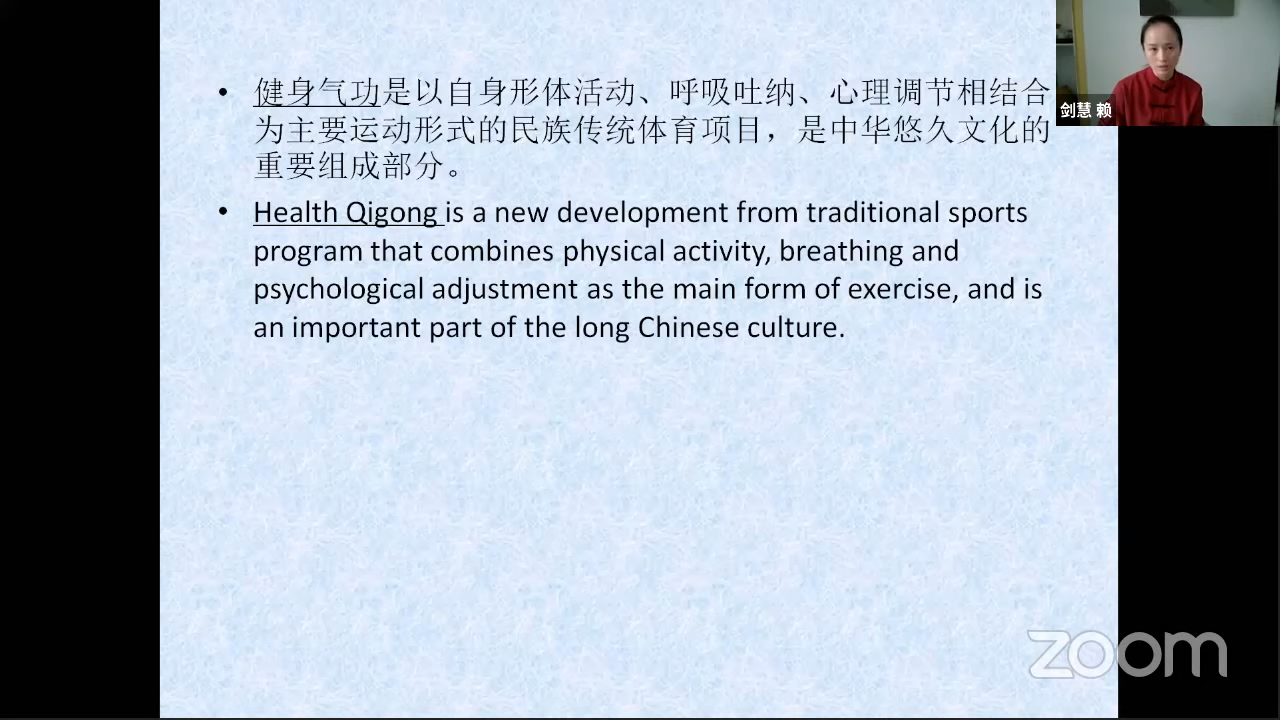 • 健身气功是以自身形体活动、呼吸吐纳、心理调节相结合
为主要运动形式的民族传统体育项目，是中华悠久文化的
重要组成部分。
• Health Qigong is a new development from traditional sports
program that combines physical activity, breathing and
psychological adjustment as the main form of exercise, and is
an important part of the long Chinese culture.
剑慧 赖
zoom